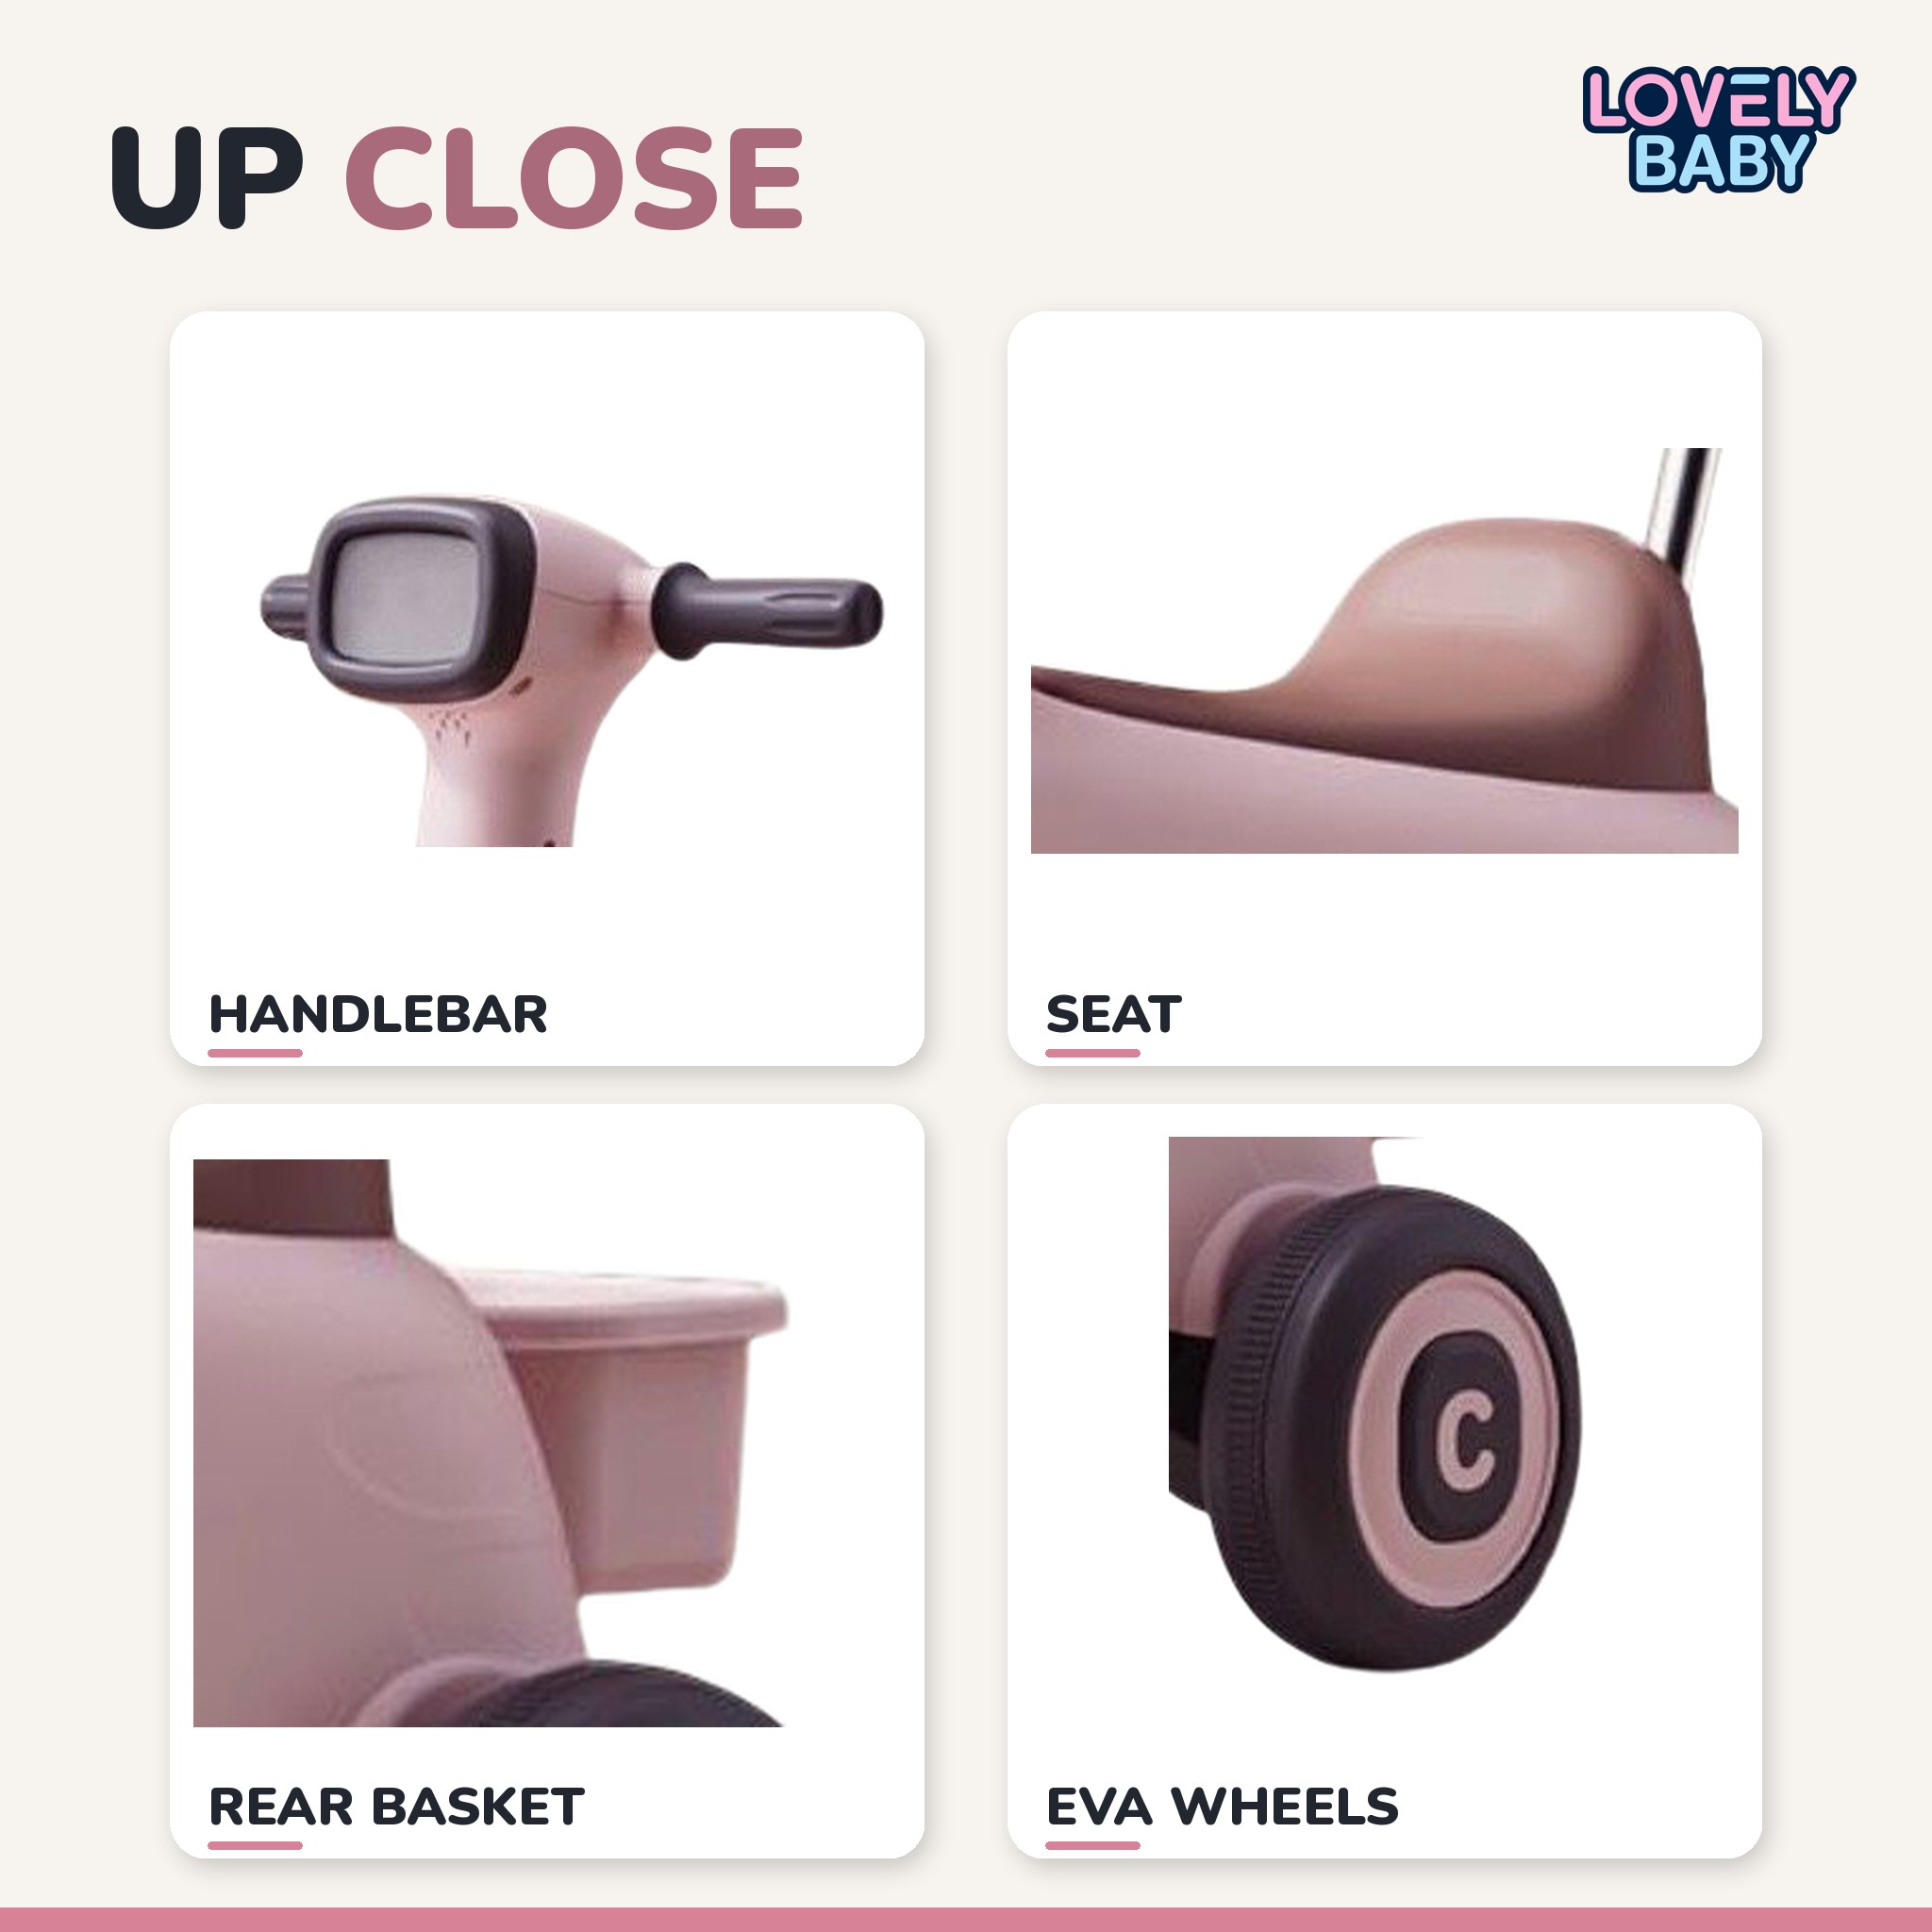 UP CLOSE
LOVELY
BABY
HANDLEBAR
SEAT
REAR BASKET
C
EVA WHEELS